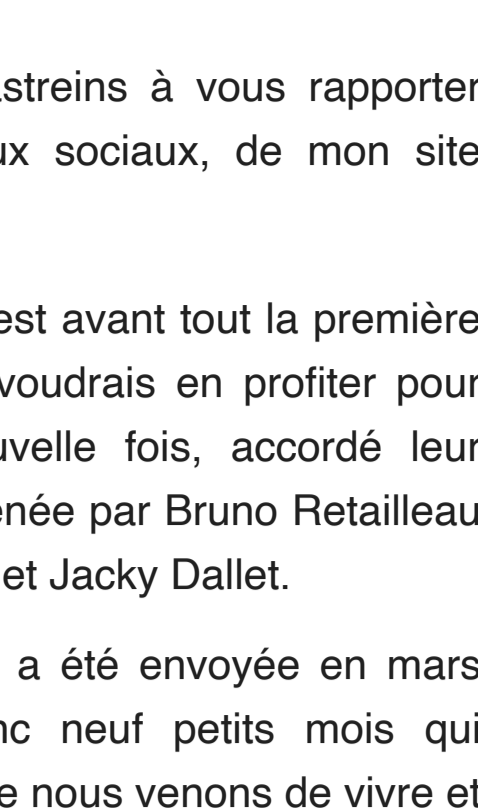 streins à vous rapporter
ux sociaux, de mon site
est avant tout la première
voudrais en profiter pour
uvelle fois, accordé leur
enée par Bruno Retailleau
et Jacky Dallet.
a été envoyée en mars
nc neuf petits mois qui
e nous venons de vivre et